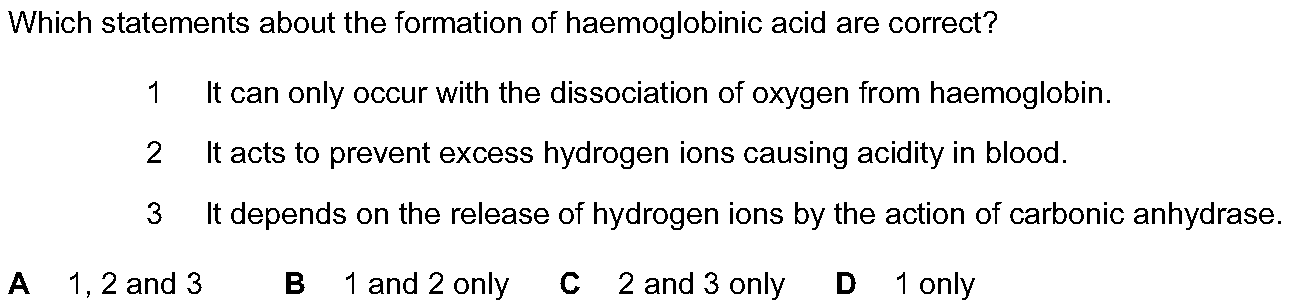 Which statements about the formation of haemoglobinic acid are correct?
1 It can only occur with the dissociation of oxygen from haemoglobin.
2 It acts to prevent excess hydrogen ions causing acidity in blood.
3 It depends on the release of hydrogen ions by the action of carbonic anhydrase.
A 1, 2 and 3 B 1 and 2 only C 2 and 3 only D 1 only